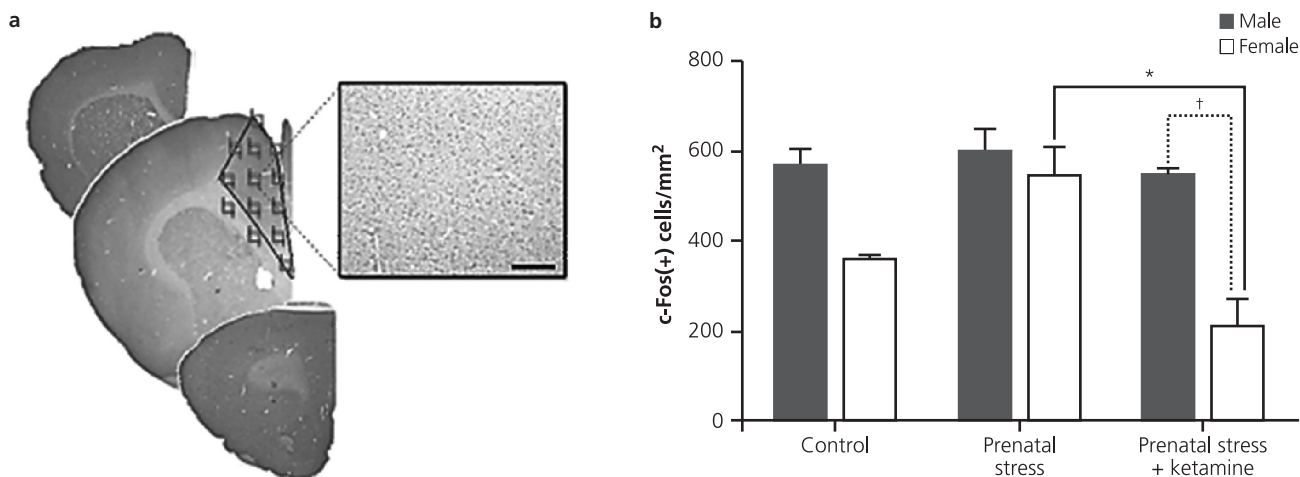 a
b
Male
Female
800
600
400
200
0
c-Fos(+) cells/mm²
*
†
Control
Prenatal
stress
Prenatal stress
+ ketamine